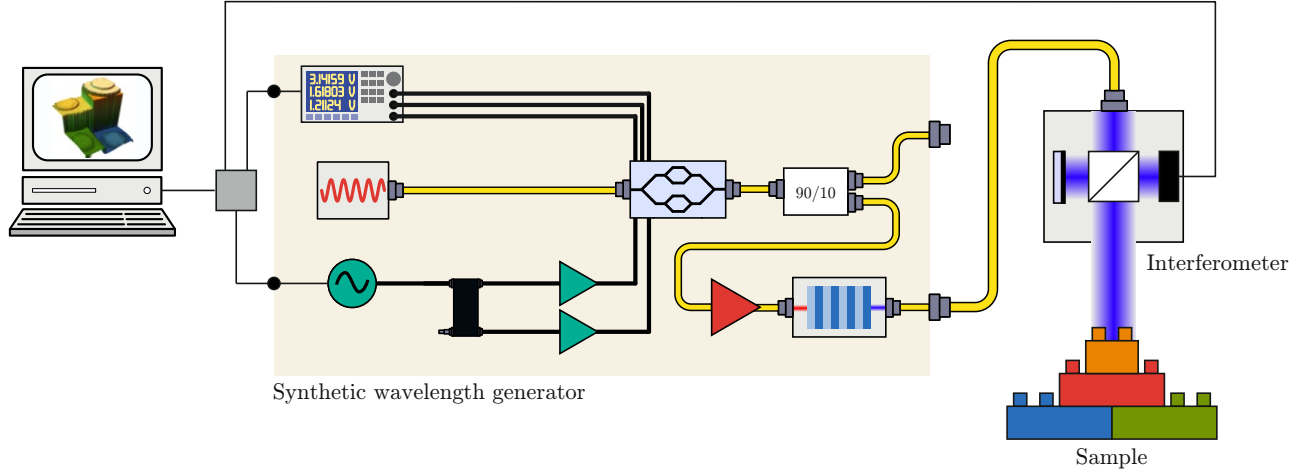 3.14159 V
1.61803 V
1.21124 V
90/10
Interferometer
Synthetic wavelength generator
Sample